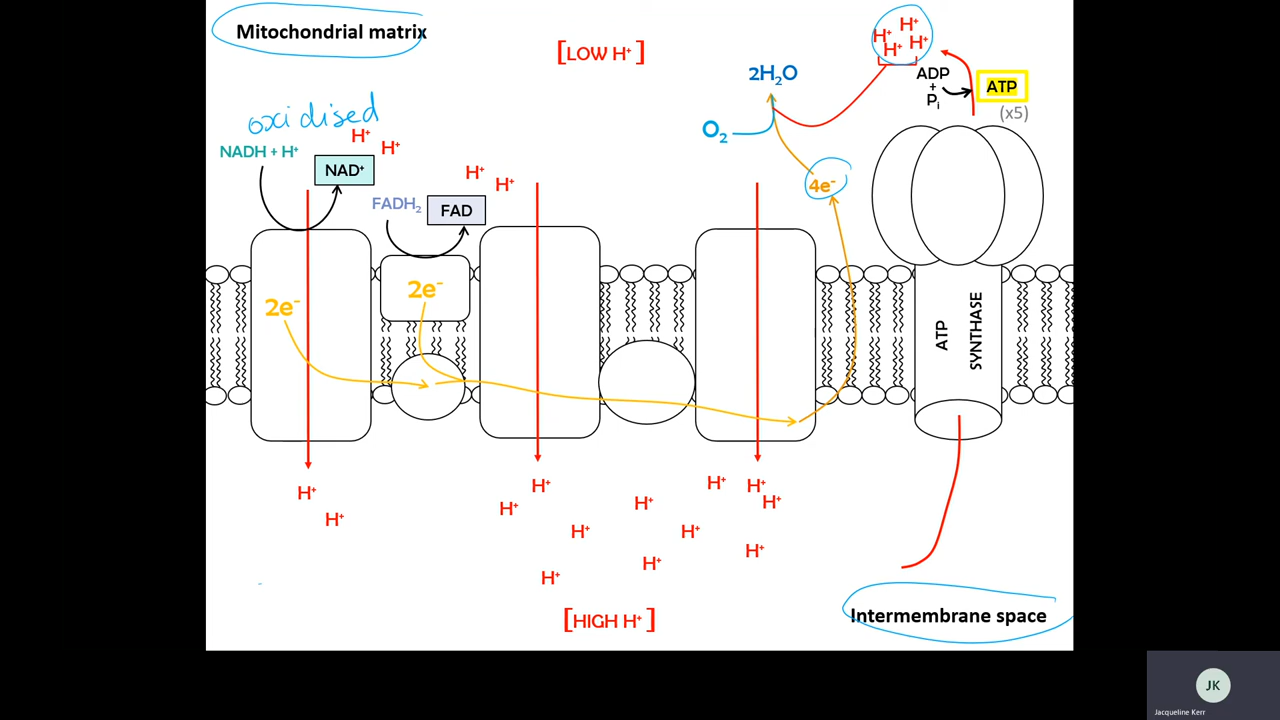 Mitochondrial matrix
[LOW H⁺]
H⁺
H⁺ H⁺
H⁺
ADP
+
Pᵢ
ATP
(x5)
2H₂O
O₂
4e⁻
oxidised
NADH + H⁺
NAD⁺
H⁺
H⁺
FADH₂
FAD
H⁺
H⁺
2e⁻
2e⁻
ATP
SYNTHASE
H⁺
H⁺
H⁺
H⁺
H⁺
H⁺
H⁺
H⁺
H⁺
H⁺
H⁺
H⁺
H⁺
H⁺
[HIGH H⁺]
Intermembrane space
JK
Jacqueline Kerr